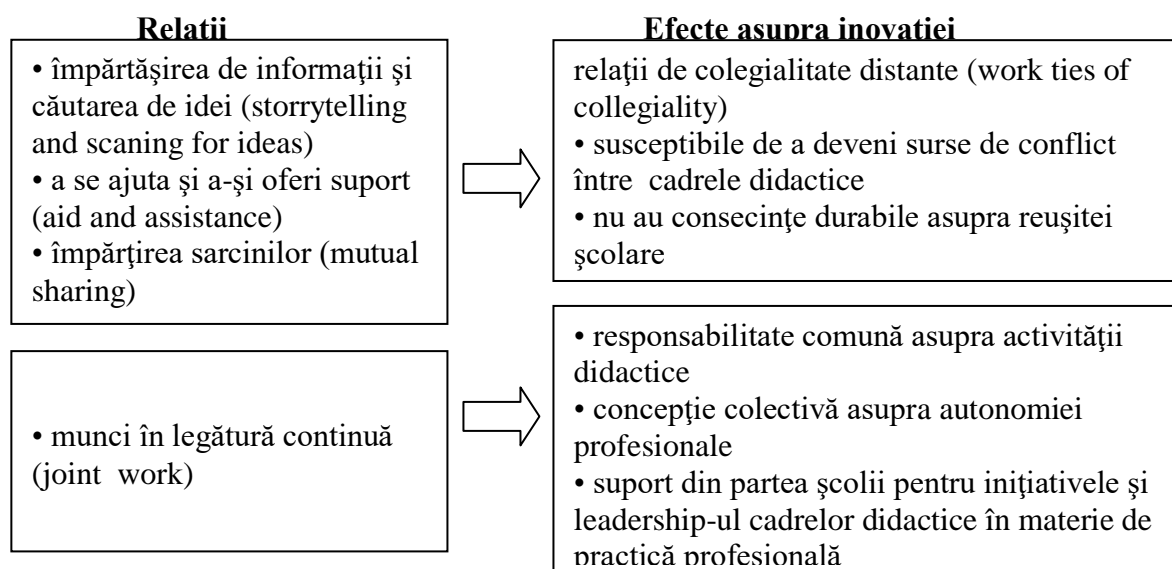 Relaţii
• împărtăşirea de informaţii şi
căutarea de idei (storrytelling
and scaning for ideas)
• a se ajuta şi a-şi oferi suport
(aid and assistance)
• împărţirea sarcinilor (mutual
sharing)
Efecte asupra inovaţiei
relaţii de colegialitate distante (work ties of
collegiality)
• susceptibile de a deveni surse de conflict
între cadrele didactice
• nu au consecinţe durabile asupra reuşitei
şcolare
• munci în legătură continuă
(joint work)
• responsabilitate comună asupra activităţii
didactice
• concepţie colectivă asupra autonomiei
profesionale
• suport din partea şcolii pentru iniţiativele şi
leadership-ul cadrelor didactice în materie de
practică profesională